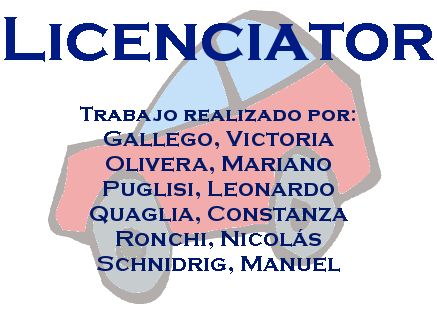 LICENCIATOR
TRABAJO REALIZADO POR:
GALLEGO, VICTORIA
OLIVERA, MARIANO
PUGLISI, LEONARDO
QUAGLIA, CONSTANZA
RONCHI, NICOLÁS
SCHNIDRIG, MANUEL